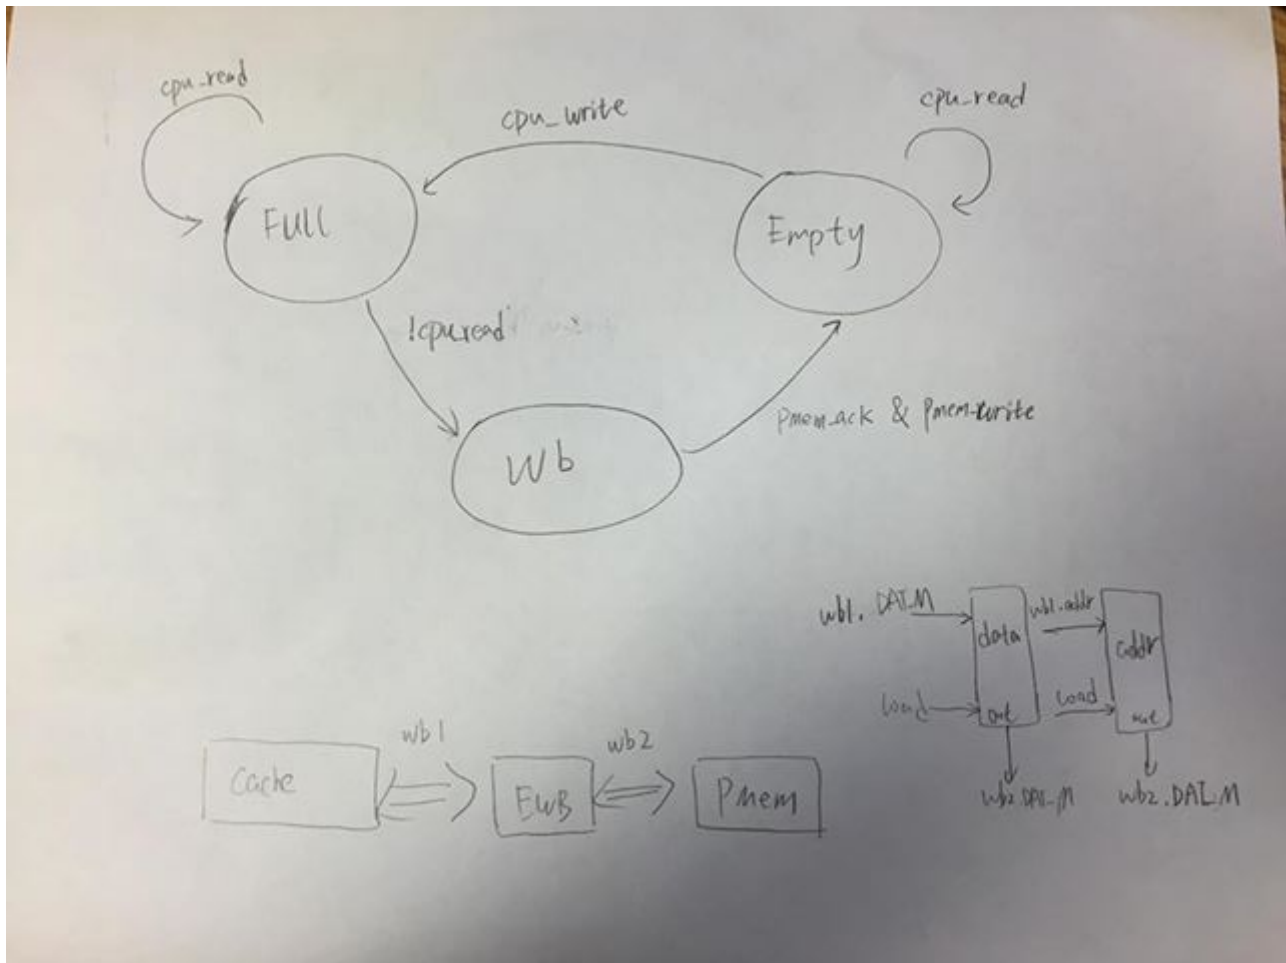 cpu_read
cpu_read
cpu_write
Full
Empty
!cpu_read
Pmem_ack & Pmem_write
Wb
wb1.DAT_M
wb1.addr
data
addr
load
load
out
out
wb2.DAT_M
wb2.DAT_M
wb1
wb2
Cache
EWB
Pmem